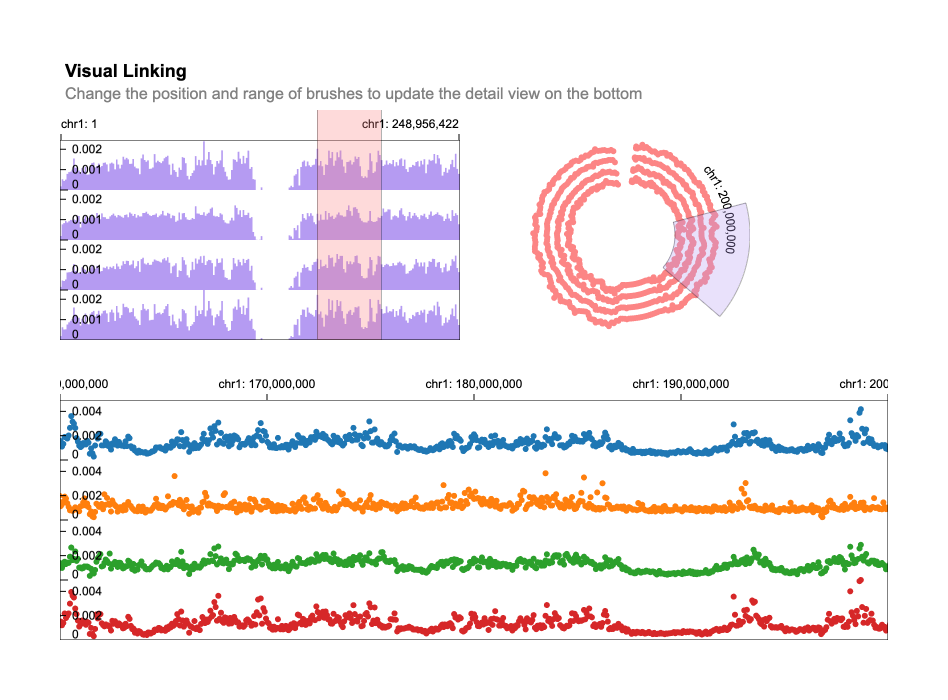 Visual Linking
Change the position and range of brushes to update the detail view on the bottom
chr1: 1
chr1: 248,956,422
0.002
0.001
0
0.002
0.001
0
0.002
0.001
0
0.002
0.001
0
chr1: 200,000,000
0,000,000
chr1: 170,000,000
chr1: 180,000,000
chr1: 190,000,000
chr1: 200
0.004
0.002
0
0.004
0.002
0
0.004
0.002
0
0.004
0.002
0